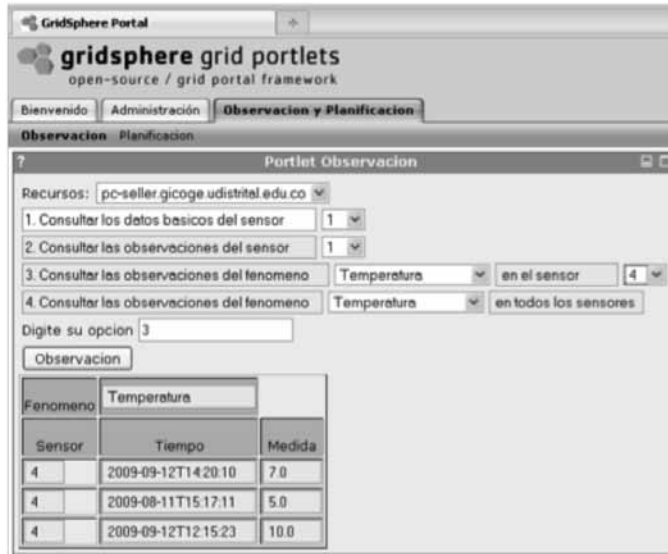 GridSphere Portal
gridsphere grid portlets
open-source / grid portal framework
Bienvenido Administración Observacion y Planificacion
Observacion Planificacion
? Portlet Observacion
Recursos: pc-seller.gicoge.udistrital.edu.co
1. Consultar los datos basicos del sensor 1
2. Consultar las observaciones del sensor 1
3. Consultar las observaciones del fenomeno Temperatura en el sensor 4
4. Consultar las observaciones del fenomeno Temperatura en todos los sensores
Digite su opcion 3
Observacion
Fenomeno Temperatura
Sensor Tiempo Medida
4 2009-09-12T14:20:10 7.0
4 2009-08-11T15:17:11 5.0
4 2009-09-12T12:15:23 10.0